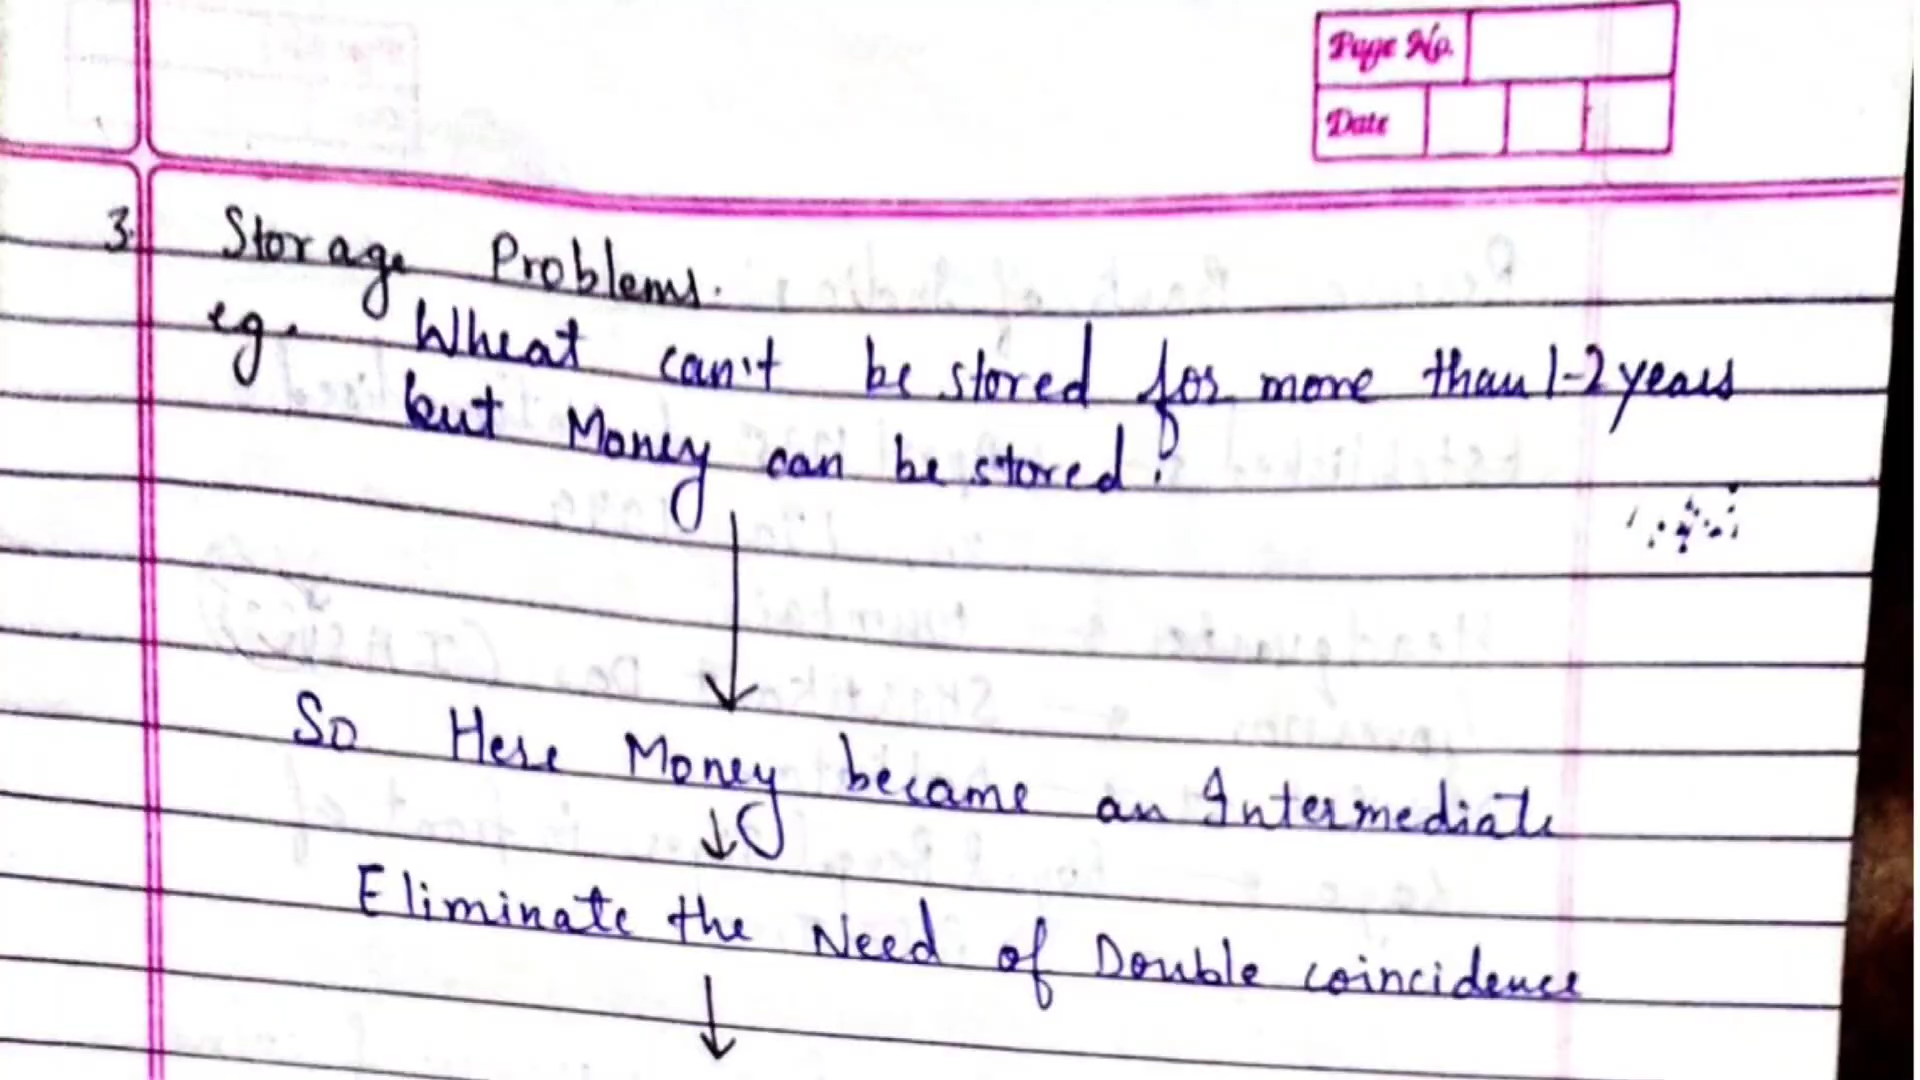 Page No.
Date
3. Storage Problems.
eg. Wheat can't be stored for more than 1-2 years
but Money can be stored?
↓
So Here Money became an Intermediate
↓
Eliminate the Need of Double coincidence
↓